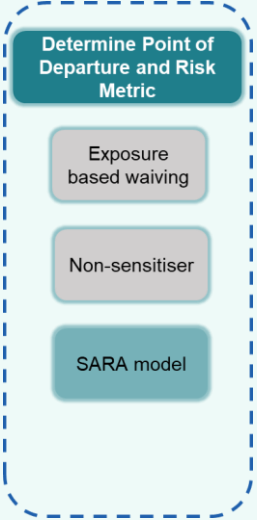 Determine Point of
Departure and Risk
Metric
Exposure
based waiving
Non-sensitiser
SARA model